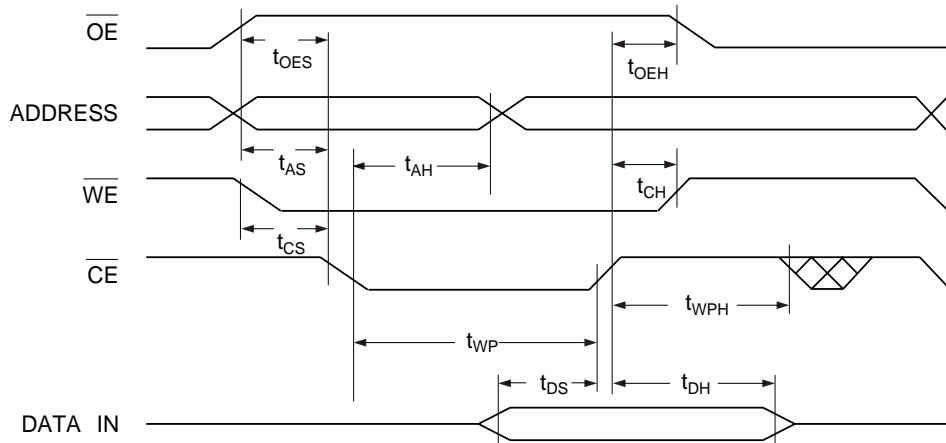 OE
tOES
tOEH
ADDRESS
tAS
tAH
WE
tCH
tCS
CE
tWPH
tWP
tDS
tDH
DATA IN